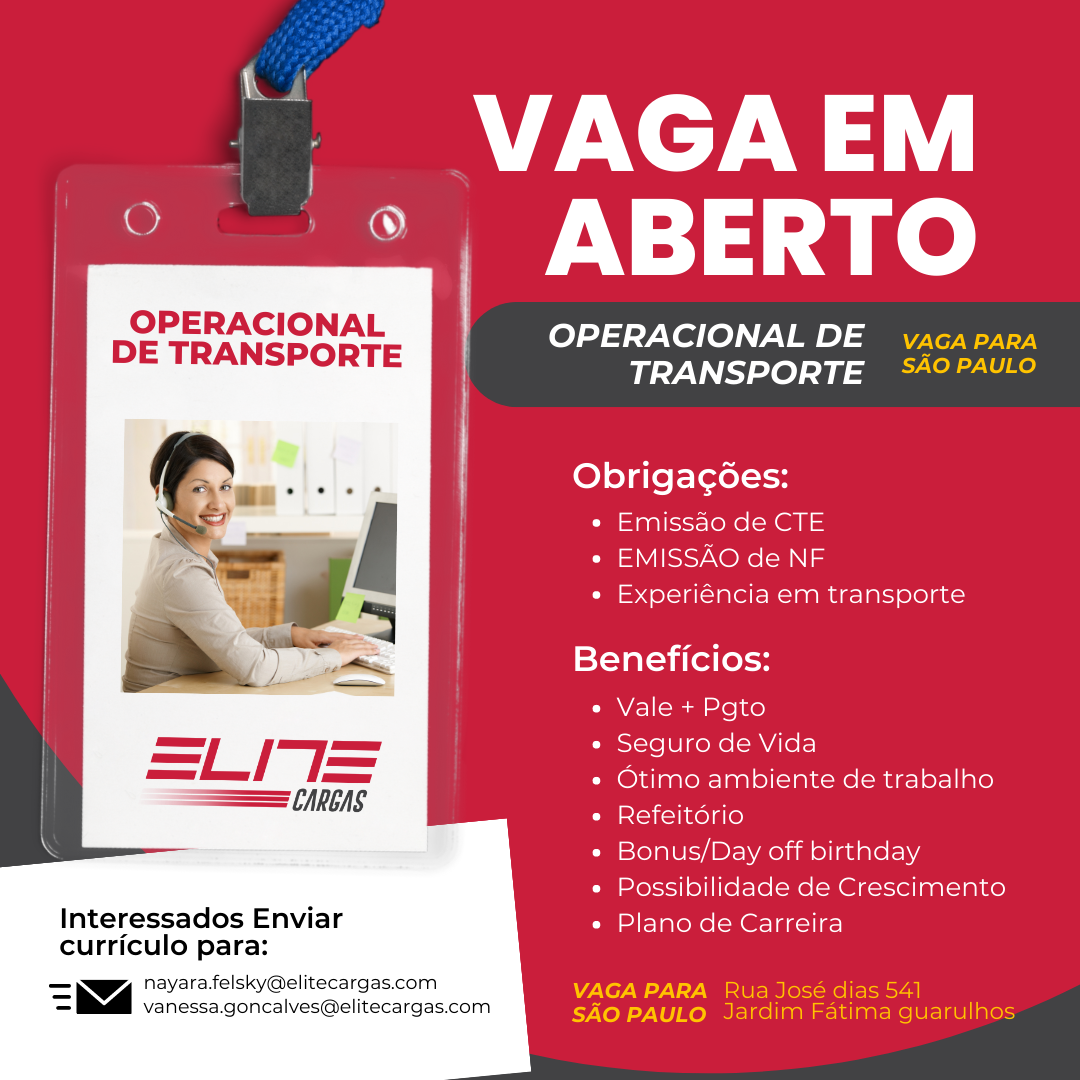 VAGA EM
ABERTO
OPERACIONAL DE
TRANSPORTE
VAGA PARA
SÃO PAULO
OPERACIONAL
DE TRANSPORTE
ELITE
CARGAS
Obrigações:
• Emissão de CTE
• EMISSÃO de NF
• Experiência em transporte
Benefícios:
• Vale + Pgto
• Seguro de Vida
• Ótimo ambiente de trabalho
• Refeitório
• Bonus/Day off birthday
• Possibilidade de Crescimento
• Plano de Carreira
Interessados Enviar
currículo para:
nayara.felsky@elitecargas.com
vanessa.goncalves@elitecargas.com
VAGA PARA
SÃO PAULO
Rua José dias 541
Jardim Fátima guarulhos